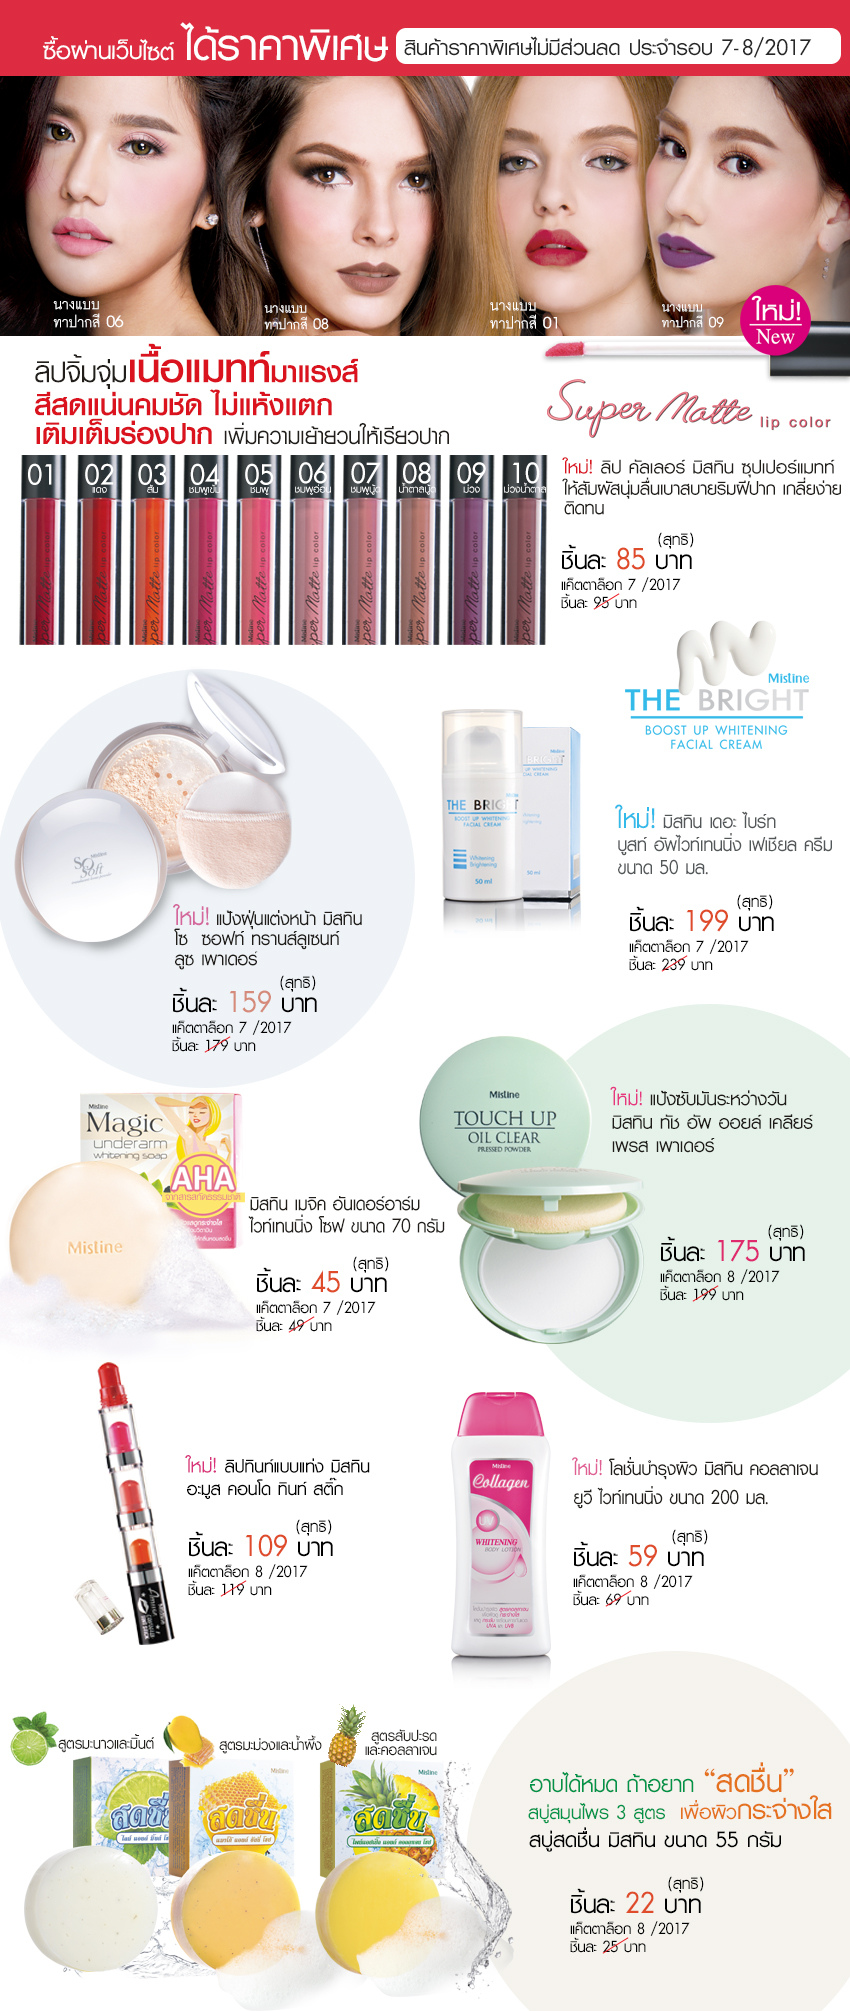 ซื้อผ่านเว็บไซต์ ได้ราคาพิเศษ สินค้าราคาพิเศษไม่มีส่วนลด ประจำรอบ 7-8/2017
นางแบบ
ทาปากสี 06
นางแบบ
ทาปากสี 08
นางแบบ
ทาปากสี 01
นางแบบ
ทาปากสี 09
ใหม่!
New
ลิปจิ้มจุ่มเนื้อแมทท์มาแรงส์
สีสดแน่นคมชัด ไม่แห้งแตก
เติมเต็มร่องปาก เพิ่มความเย้ายวนให้เรียวปาก
Super Matte lip color
01 02 03 04 05 06 07 08 09 10
แดง ส้ม ชมพูเข้ม ชมพู ชมพูอ่อน ชมพูนู้ด น้ำตาลนู้ด ม่วง ม่วงน้ำตาล
ใหม่! ลิป คัลเลอร์ มิสทิน ซุปเปอร์แมทท์
ให้สัมผัสนุ่มลื่นเบาสบายริมฝีปาก เกลี่ยง่าย
ติดทน
(สุทธิ)
ชิ้นละ 85 บาท
แค็ตตาล็อก 7 /2017
ชิ้นละ 95 บาท
Mistine
THE BRIGHT
BOOST UP WHITENING
FACIAL CREAM
THE BRIGHT
BOOST UP WHITENING
FACIAL CREAM
Whitening
Brightening
50 ml
50 ml
ใหม่! มิสทิน เดอะ ไบร์ท
บูสท์ อัพไวท์เทนนิ่ง เฟเชียล ครีม
ขนาด 50 มล.
(สุทธิ)
ชิ้นละ 199 บาท
แค็ตตาล็อก 7 /2017
ชิ้นละ 239 บาท
Mistine
SO Soft
ใหม่! แป้งฝุ่นแต่งหน้า มิสทิน
โซ ซอฟท์ ทรานส์ลูเซนท์
ลูซ เพาเดอร์
(สุทธิ)
ชิ้นละ 159 บาท
แค็ตตาล็อก 7 /2017
ชิ้นละ 179 บาท
Mistine
TOUCH UP
OIL CLEAR
PRESSED POWDER
ใหม่! แป้งซับมันระหว่างวัน
มิสทิน ทัช อัพ ออยล์ เคลียร์
เพรส เพาเดอร์
(สุทธิ)
ชิ้นละ 175 บาท
แค็ตตาล็อก 8 /2017
ชิ้นละ 199 บาท
Mistine
Magic
underarm
whitening soap
AHA
จากสารสกัดธรรมชาติ
Mistine
มิสทิน เมจิค อันเดอร์อาร์ม
ไวท์เทนนิ่ง โซฟ ขนาด 70 กรัม
(สุทธิ)
ชิ้นละ 45 บาท
แค็ตตาล็อก 7 /2017
ชิ้นละ 49 บาท
ใหม่! ลิปทินท์แบบแท่ง มิสทิน
อะมูส คอนโด ทินท์ สติ๊ก
(สุทธิ)
ชิ้นละ 109 บาท
แค็ตตาล็อก 8 /2017
ชิ้นละ 119 บาท
Mistine
Collagen
UV
WHITENING
BODY LOTION
UVA และ UVB
ใหม่! โลชั่นบำรุงผิว มิสทิน คอลลาเจน
ยูวี ไวท์เทนนิ่ง ขนาด 200 มล.
(สุทธิ)
ชิ้นละ 59 บาท
แค็ตตาล็อก 8 /2017
ชิ้นละ 69 บาท
สูตรมะนาวและมิ้นต์
สูตรมะม่วงและน้ำผึ้ง
สูตรสับปะรด
และคอลลาเจน
สดชื่น
Mistine
สดชื่น
Mistine
สดชื่น
อาบได้หมด ถ้าอยาก “สดชื่น”
สบู่สมุนไพร 3 สูตร เพื่อผิวกระจ่างใส
สบู่สดชื่น มิสทิน ขนาด 55 กรัม
(สุทธิ)
ชิ้นละ 22 บาท
แค็ตตาล็อก 8 /2017
ชิ้นละ 25 บาท